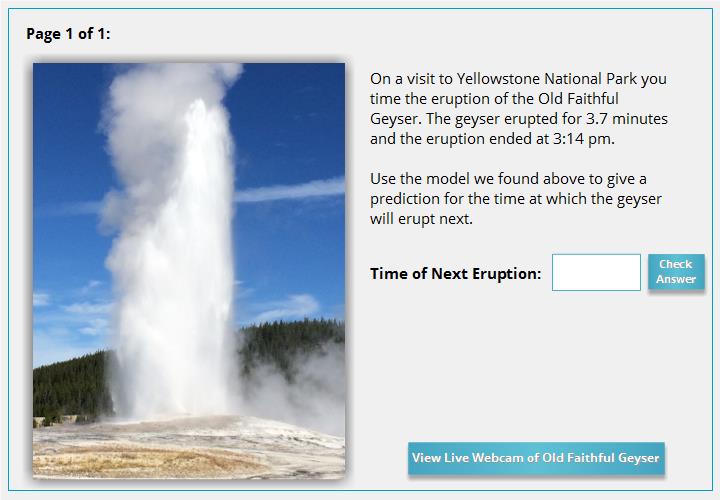 Page 1 of 1:
On a visit to Yellowstone National Park you
time the eruption of the Old Faithful
Geyser. The geyser erupted for 3.7 minutes
and the eruption ended at 3:14 pm.
Use the model we found above to give a
prediction for the time at which the geyser
will erupt next.
Time of Next Eruption:
Check
Answer
View Live Webcam of Old Faithful Geyser